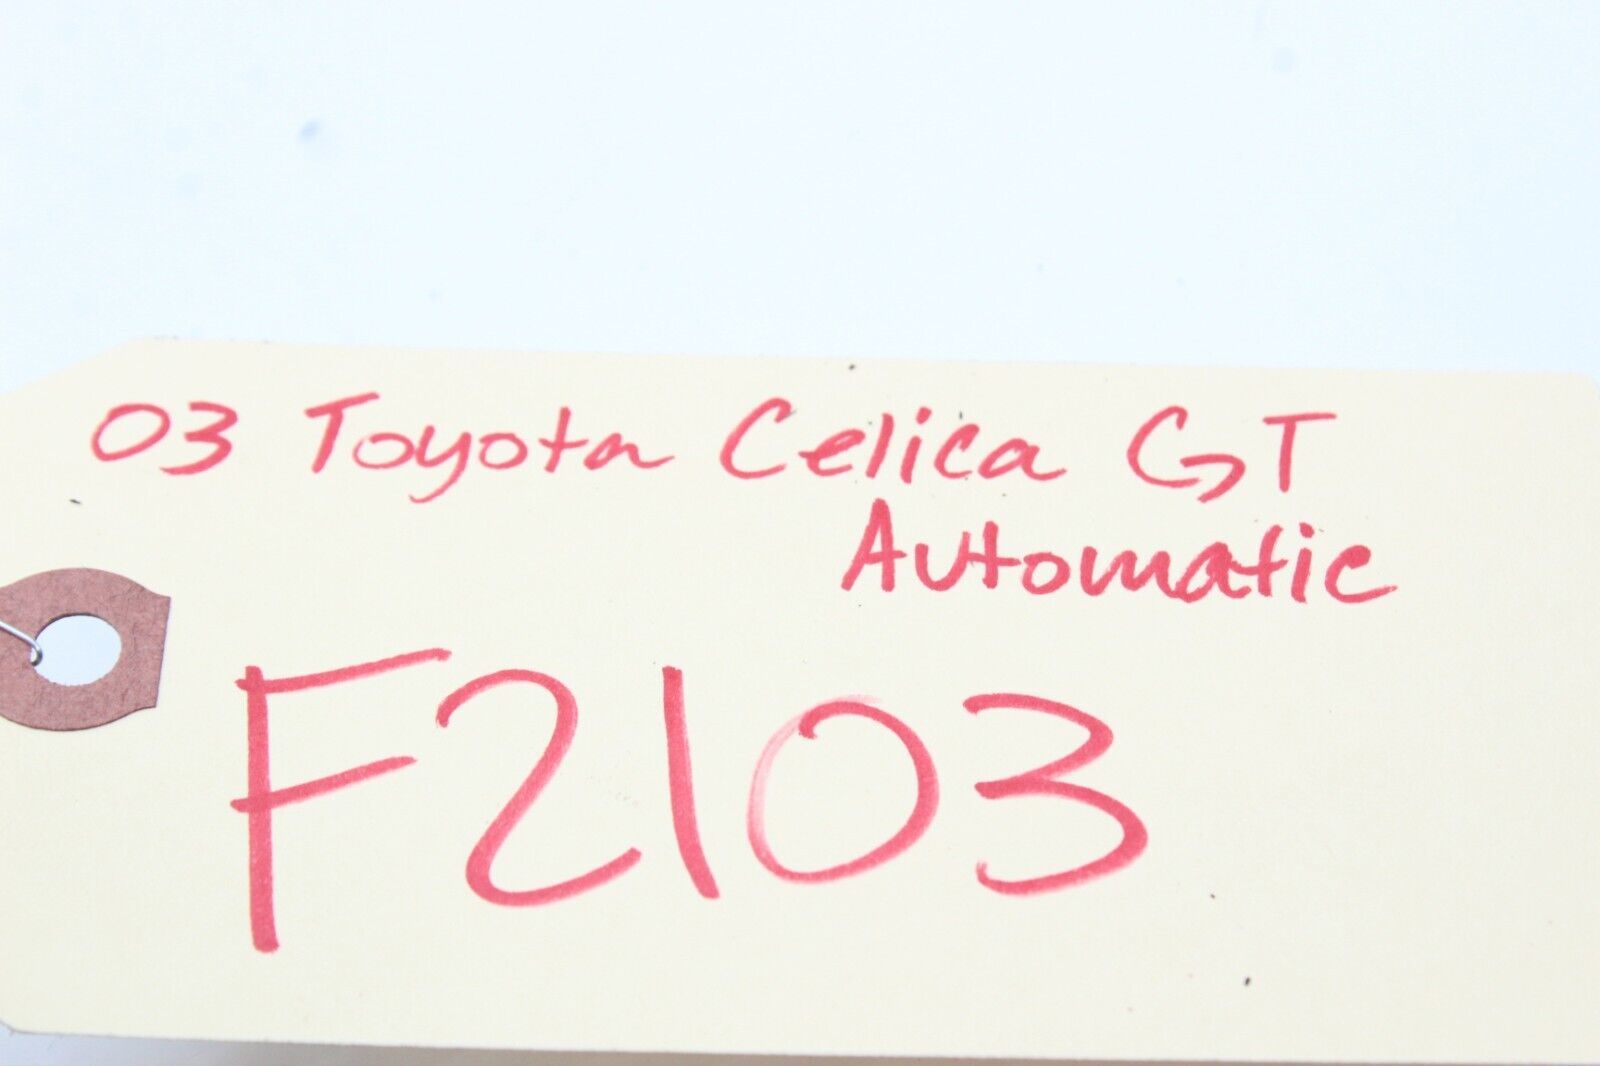 03 Toyota Celica GT
Automatic
F2103